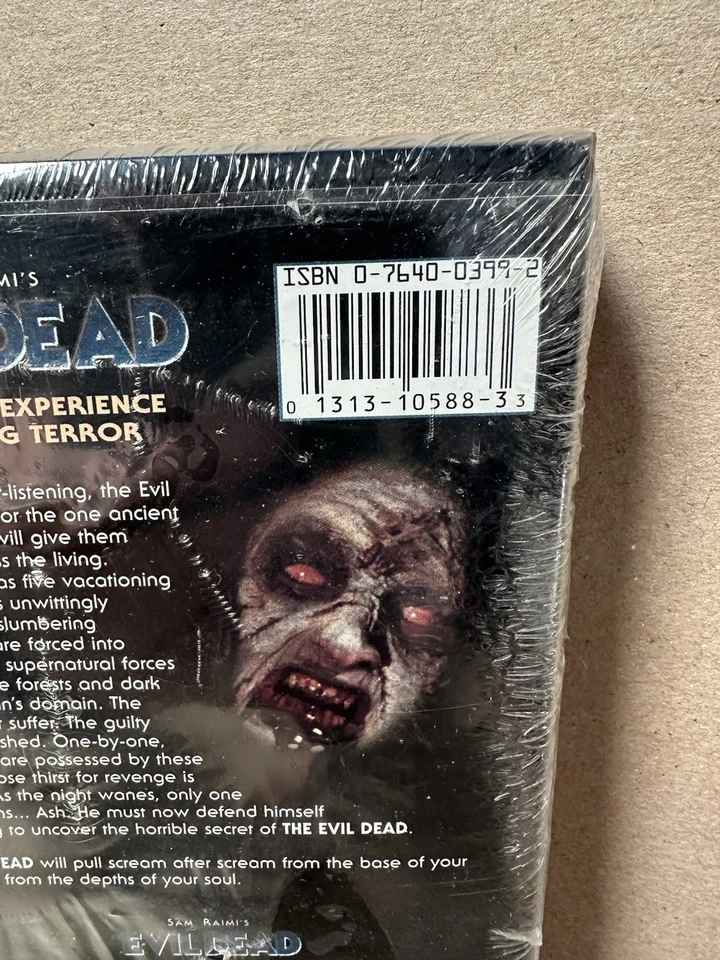 MI'S
DEAD
EXPERIENCE
G TERROR
ISBN 0-7640-0399-2
0 1313-10588-3 3
-listening, the Evil
or the one ancient
will give them
ss the living.
as five vacationing
s unwittingly
slumbering
are forced into
supernatural forces
e forests and dark
n's domain. The
r suffer. The guilty
shed. One-by-one,
are possessed by these
ose thirst for revenge is
As the night wanes, only one
ns... Ash. He must now defend himself
g to uncover the horrible secret of THE EVIL DEAD.
EAD will pull scream after scream from the base of your
from the depths of your soul.
SAM RAIMI'S
EVIL DEAD